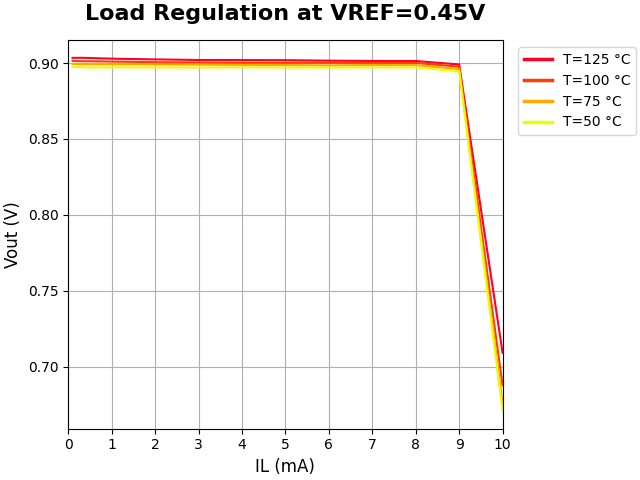 Load Regulation at VREF=0.45V
T=125 °C
T=100 °C
T=75 °C
T=50 °C
0.90
0.85
0.80
0.75
0.70
Vout (V)
0 1 2 3 4 5 6 7 8 9 10
IL (mA)